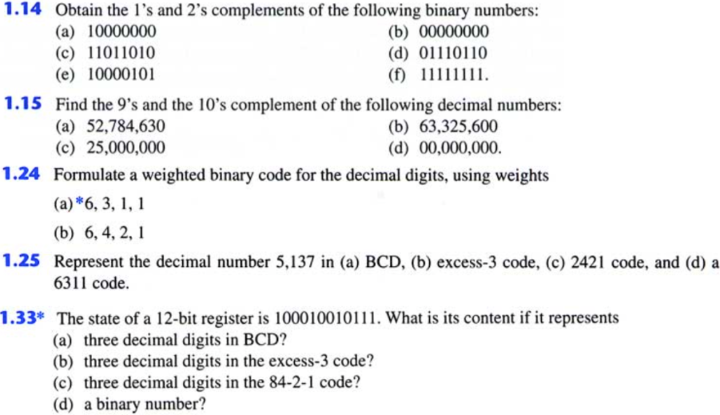 1.14 Obtain the 1's and 2's complements of the following binary numbers:
(a) 10000000 (b) 00000000
(c) 11011010 (d) 01110110
(e) 10000101 (f) 11111111.
1.15 Find the 9's and the 10's complement of the following decimal numbers:
(a) 52,784,630 (b) 63,325,600
(c) 25,000,000 (d) 00,000,000.
1.24 Formulate a weighted binary code for the decimal digits, using weights
(a)*6, 3, 1, 1
(b) 6, 4, 2, 1
1.25 Represent the decimal number 5,137 in (a) BCD, (b) excess-3 code, (c) 2421 code, and (d) a
6311 code.
1.33* The state of a 12-bit register is 100010010111. What is its content if it represents
(a) three decimal digits in BCD?
(b) three decimal digits in the excess-3 code?
(c) three decimal digits in the 84-2-1 code?
(d) a binary number?